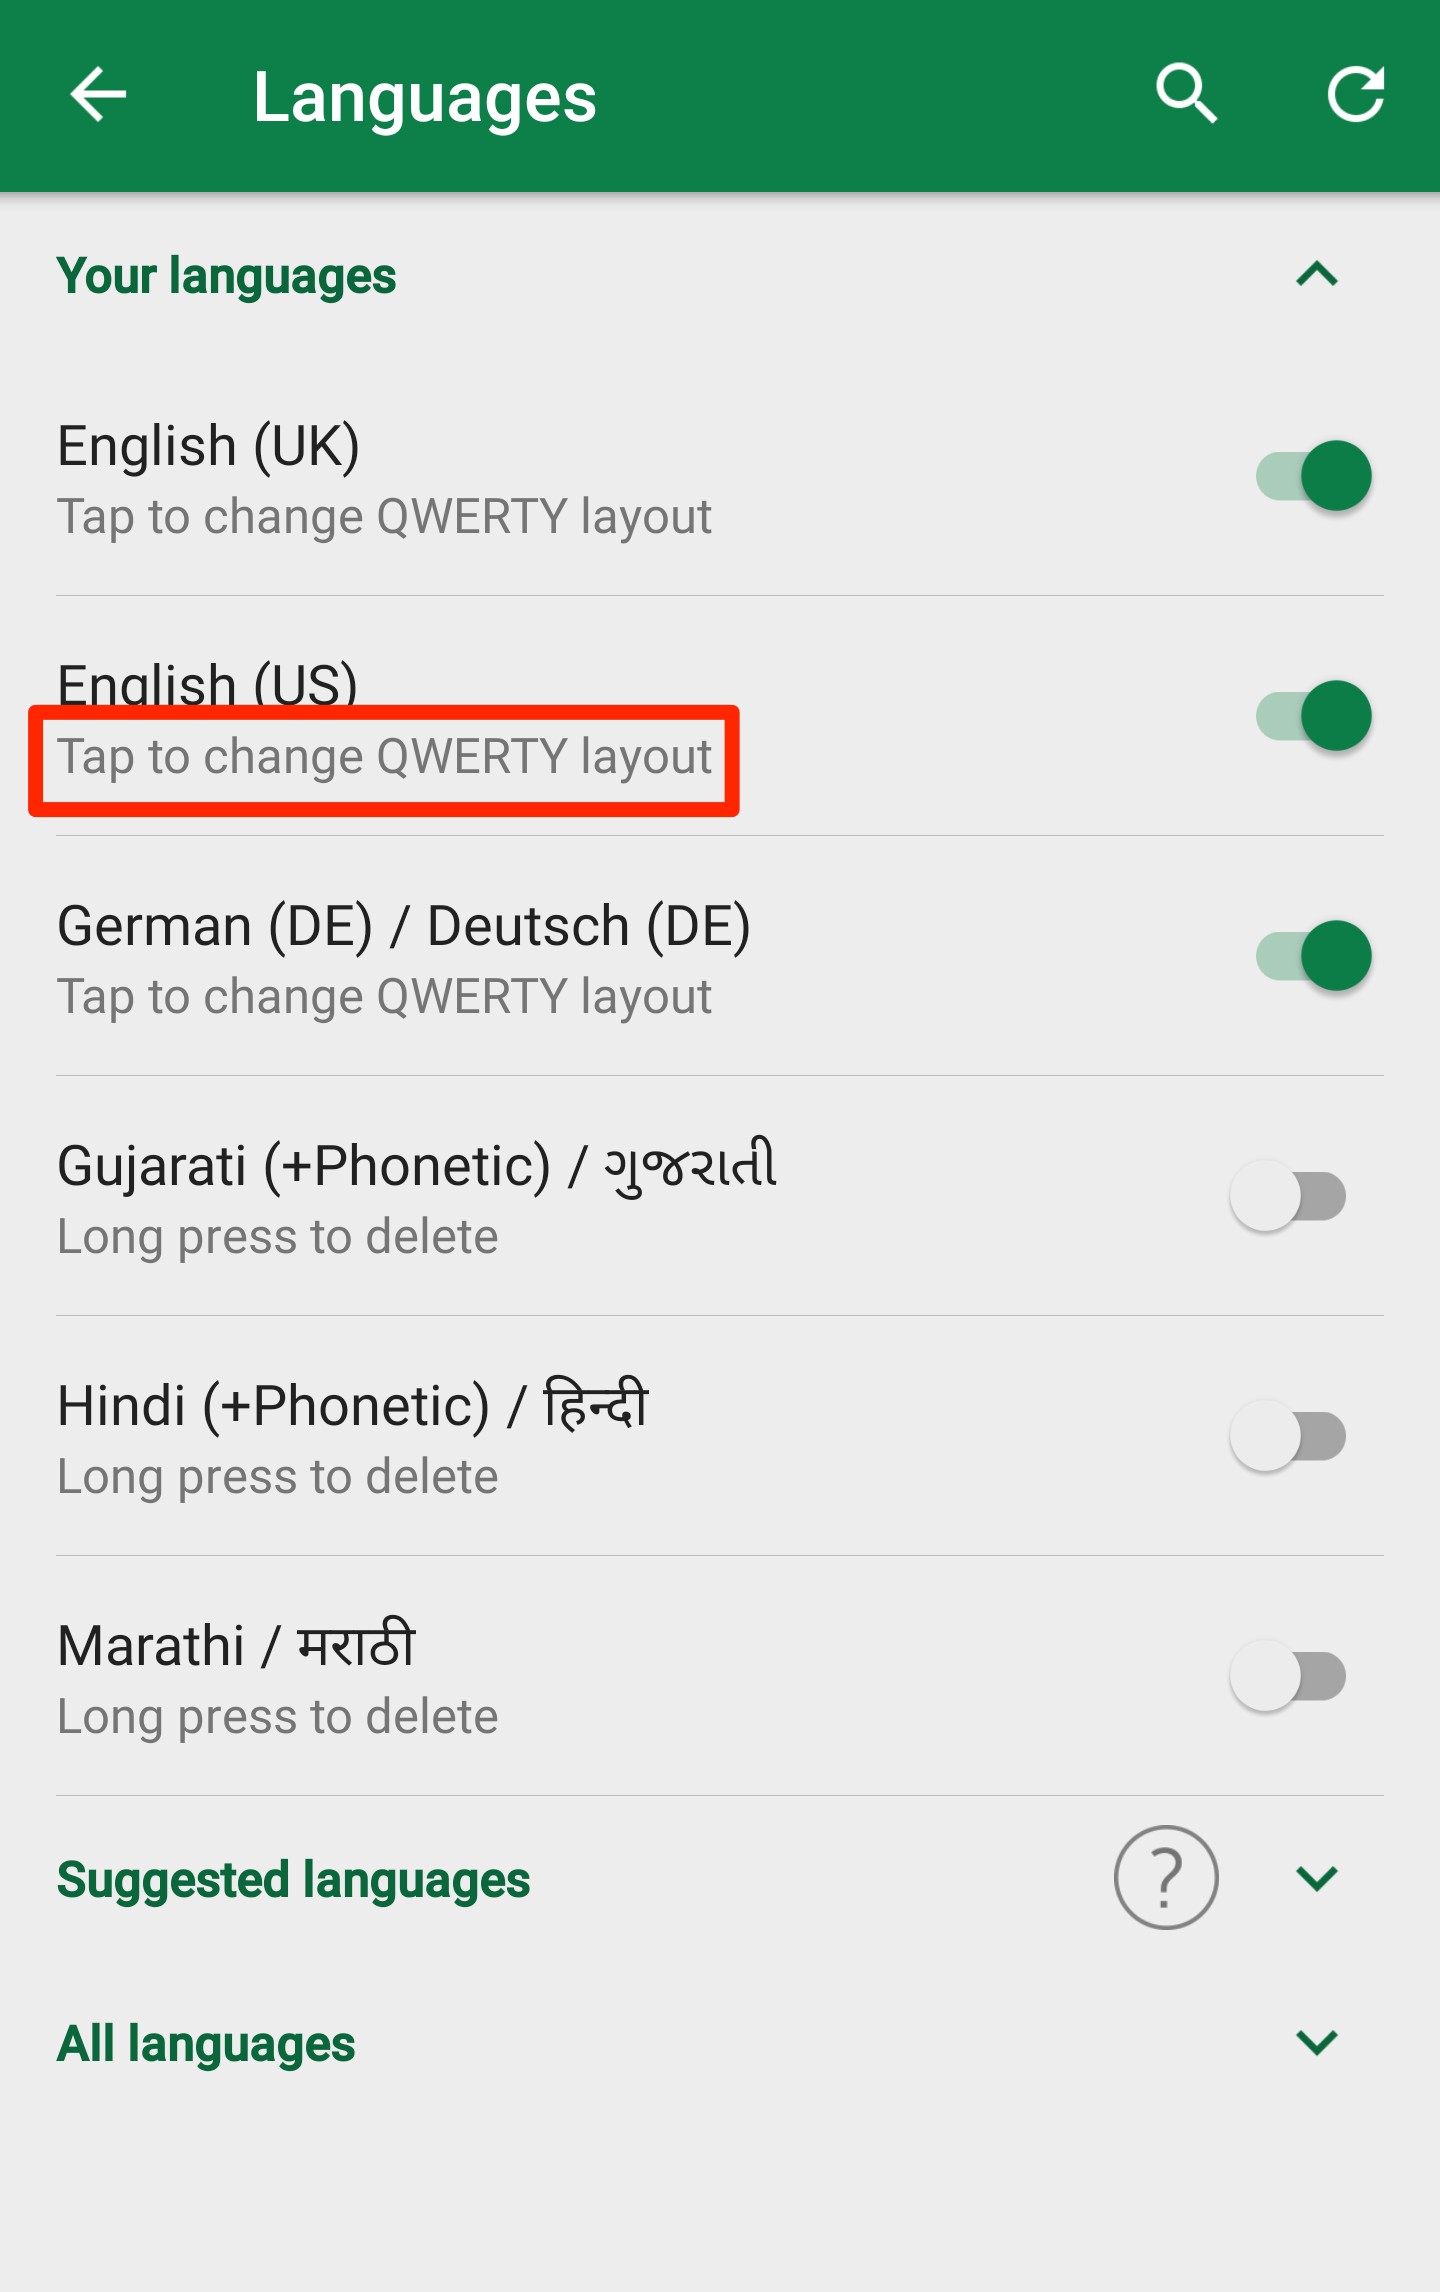 Languages
Your languages
English (UK)
Tap to change QWERTY layout
English (US)
Tap to change QWERTY layout
German (DE) / Deutsch (DE)
Tap to change QWERTY layout
Gujarati (+Phonetic) / ગુજરાતી
Long press to delete
Hindi (+Phonetic) / हिन्दी
Long press to delete
Marathi / मराठी
Long press to delete
Suggested languages ?
All languages